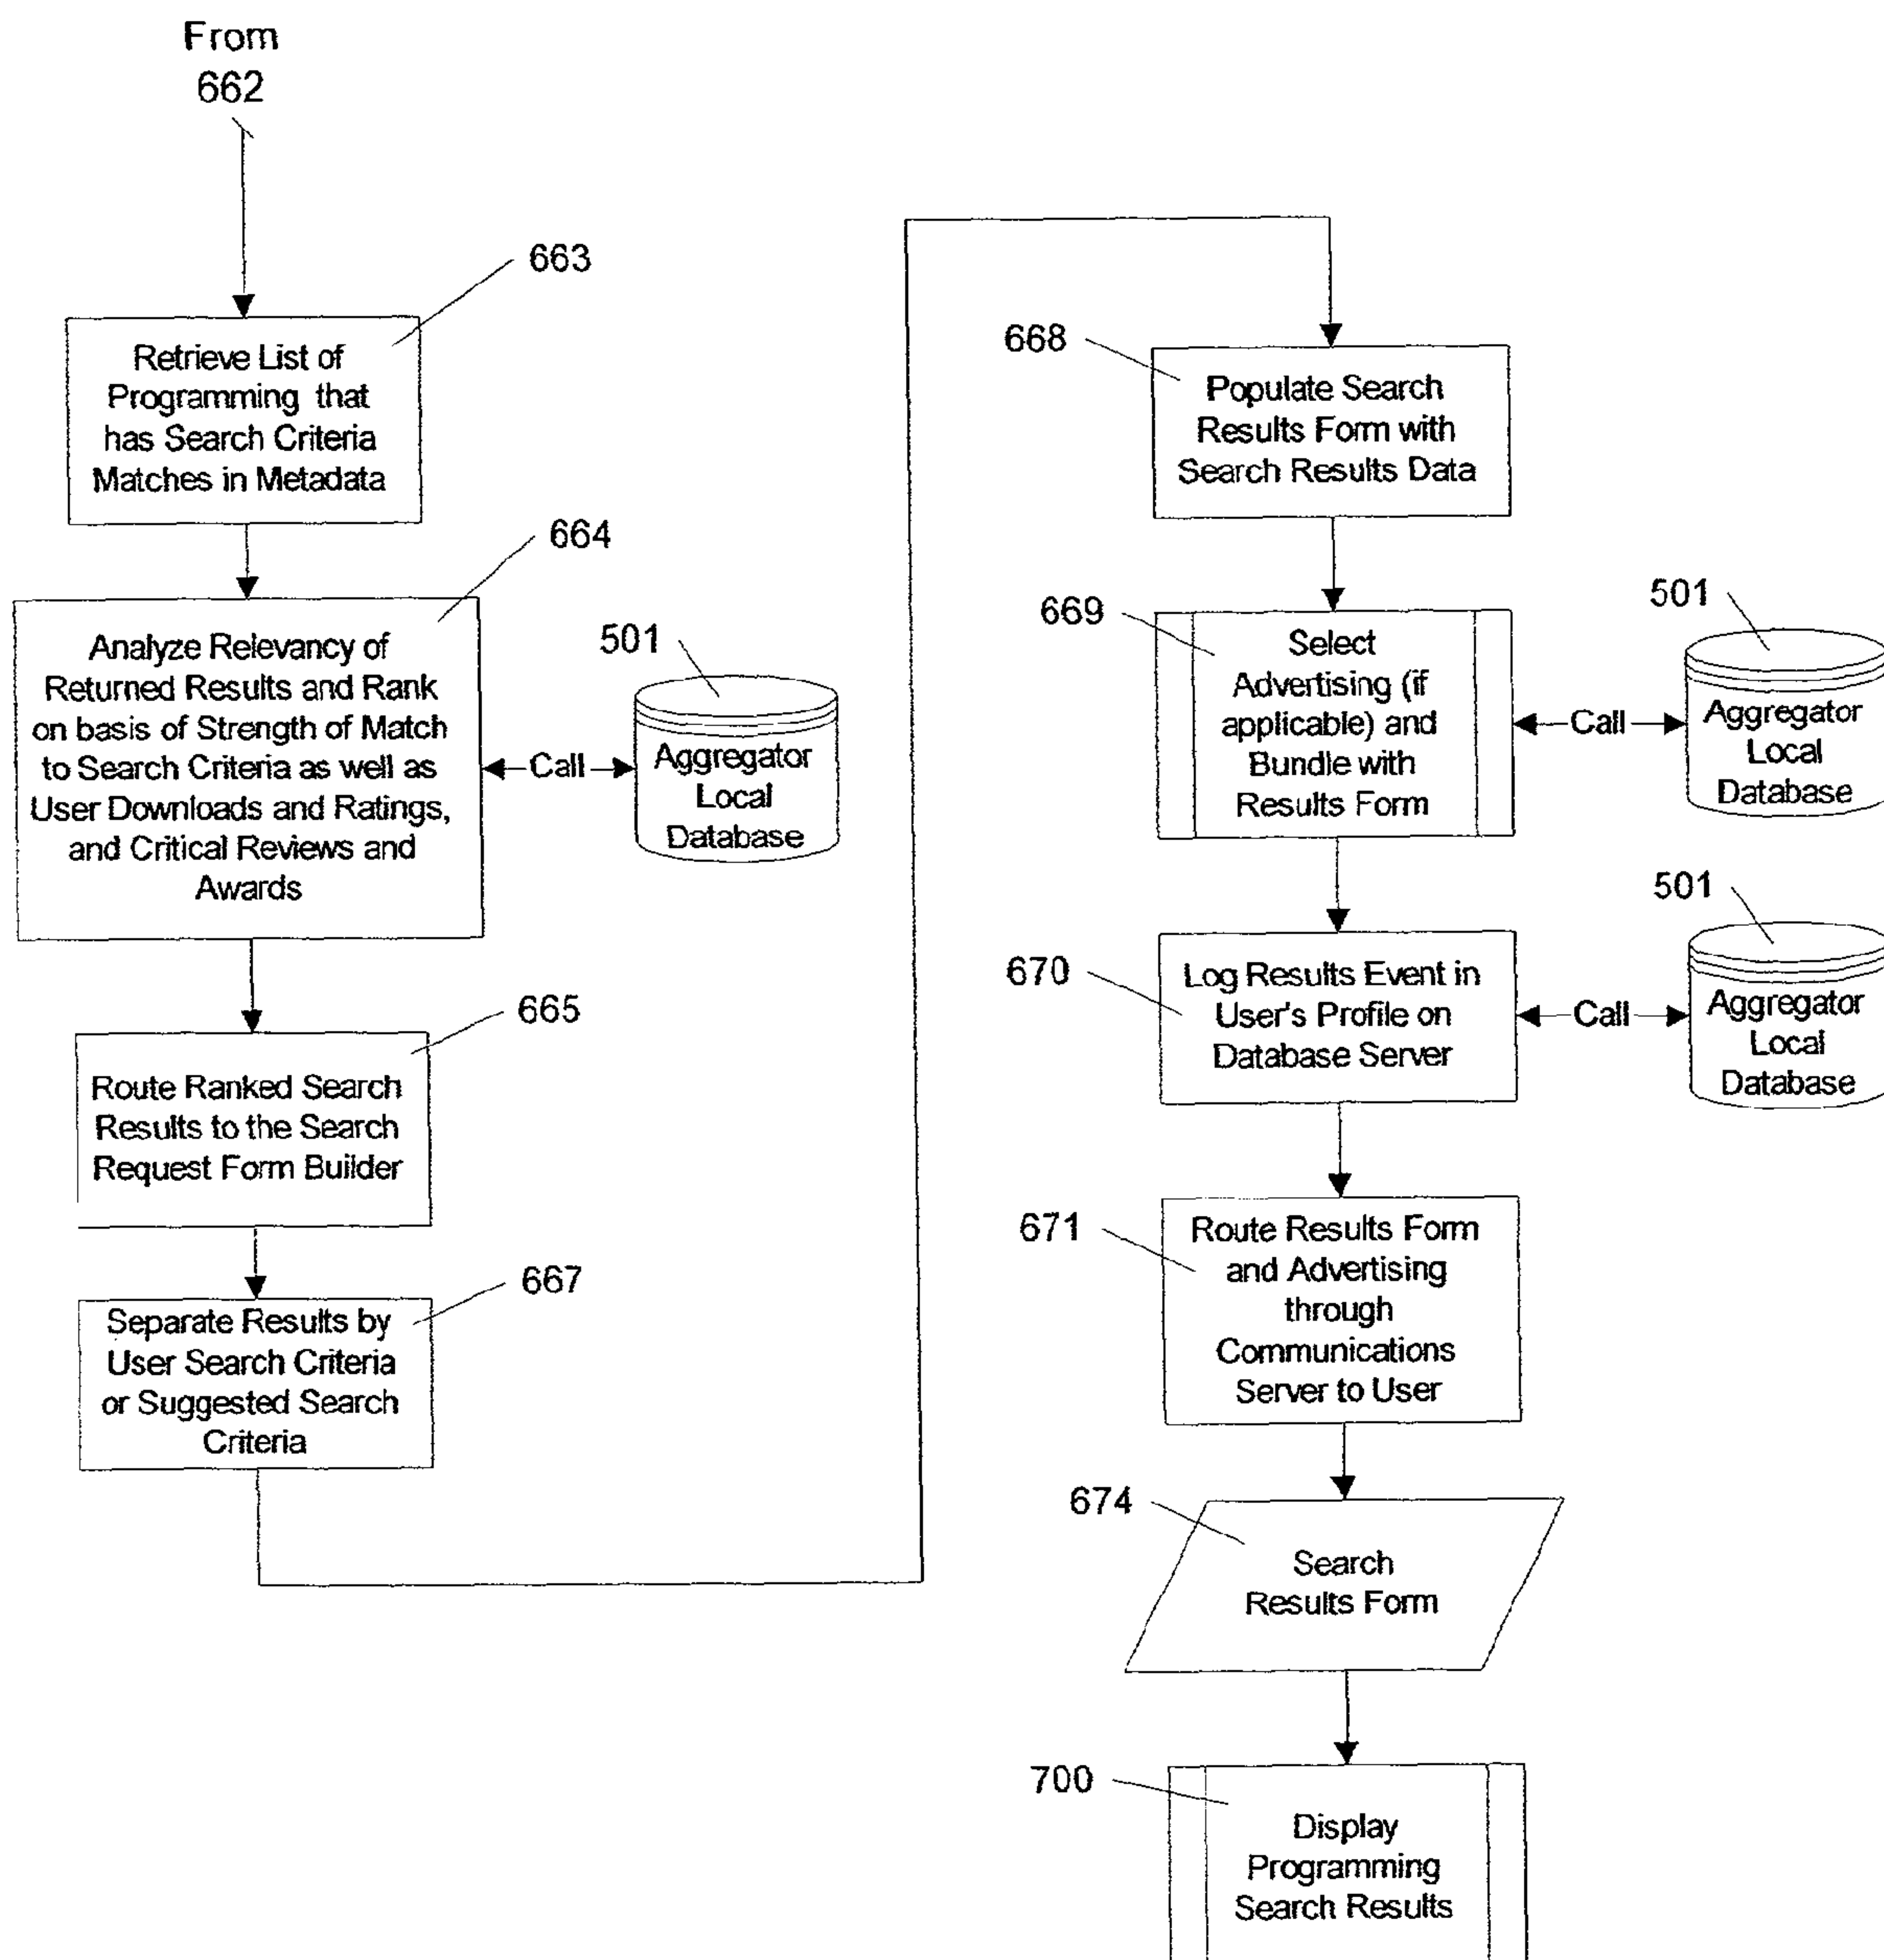 From
662
663
Retrieve List of
Programming that
has Search Criteria
Matches in Metadata
664
Analyze Relevancy of
Returned Results and Rank
on basis of Strength of Match
to Search Criteria as well as
User Downloads and Ratings,
and Critical Reviews and
Awards
Call
501
Aggregator
Local
Database
665
Route Ranked Search
Results to the Search
Request Form Builder
667
Separate Results by
User Search Criteria
or Suggested Search
Criteria
668
Populate Search
Results Form with
Search Results Data
669
Select
Advertising (if
applicable) and
Bundle with
Results Form
Call
501
Aggregator
Local
Database
670
Log Results Event in
User's Profile on
Database Server
Call
501
Aggregator
Local
Database
671
Route Results Form
and Advertising
through
Communications
Server to User
674
Search
Results Form
700
Display
Programming
Search Results